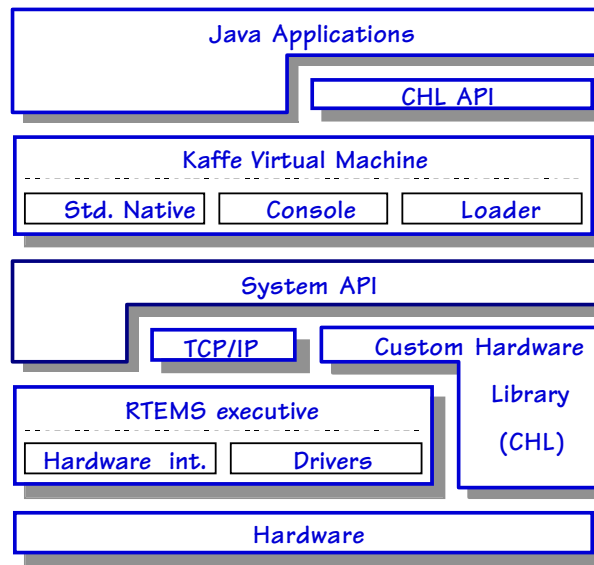 Java Applications
CHL API
Kaffe Virtual Machine
Std. Native
Console
Loader
System API
TCP/IP
Custom Hardware
Library
(CHL)
RTEMS executive
Hardware int.
Drivers
Hardware